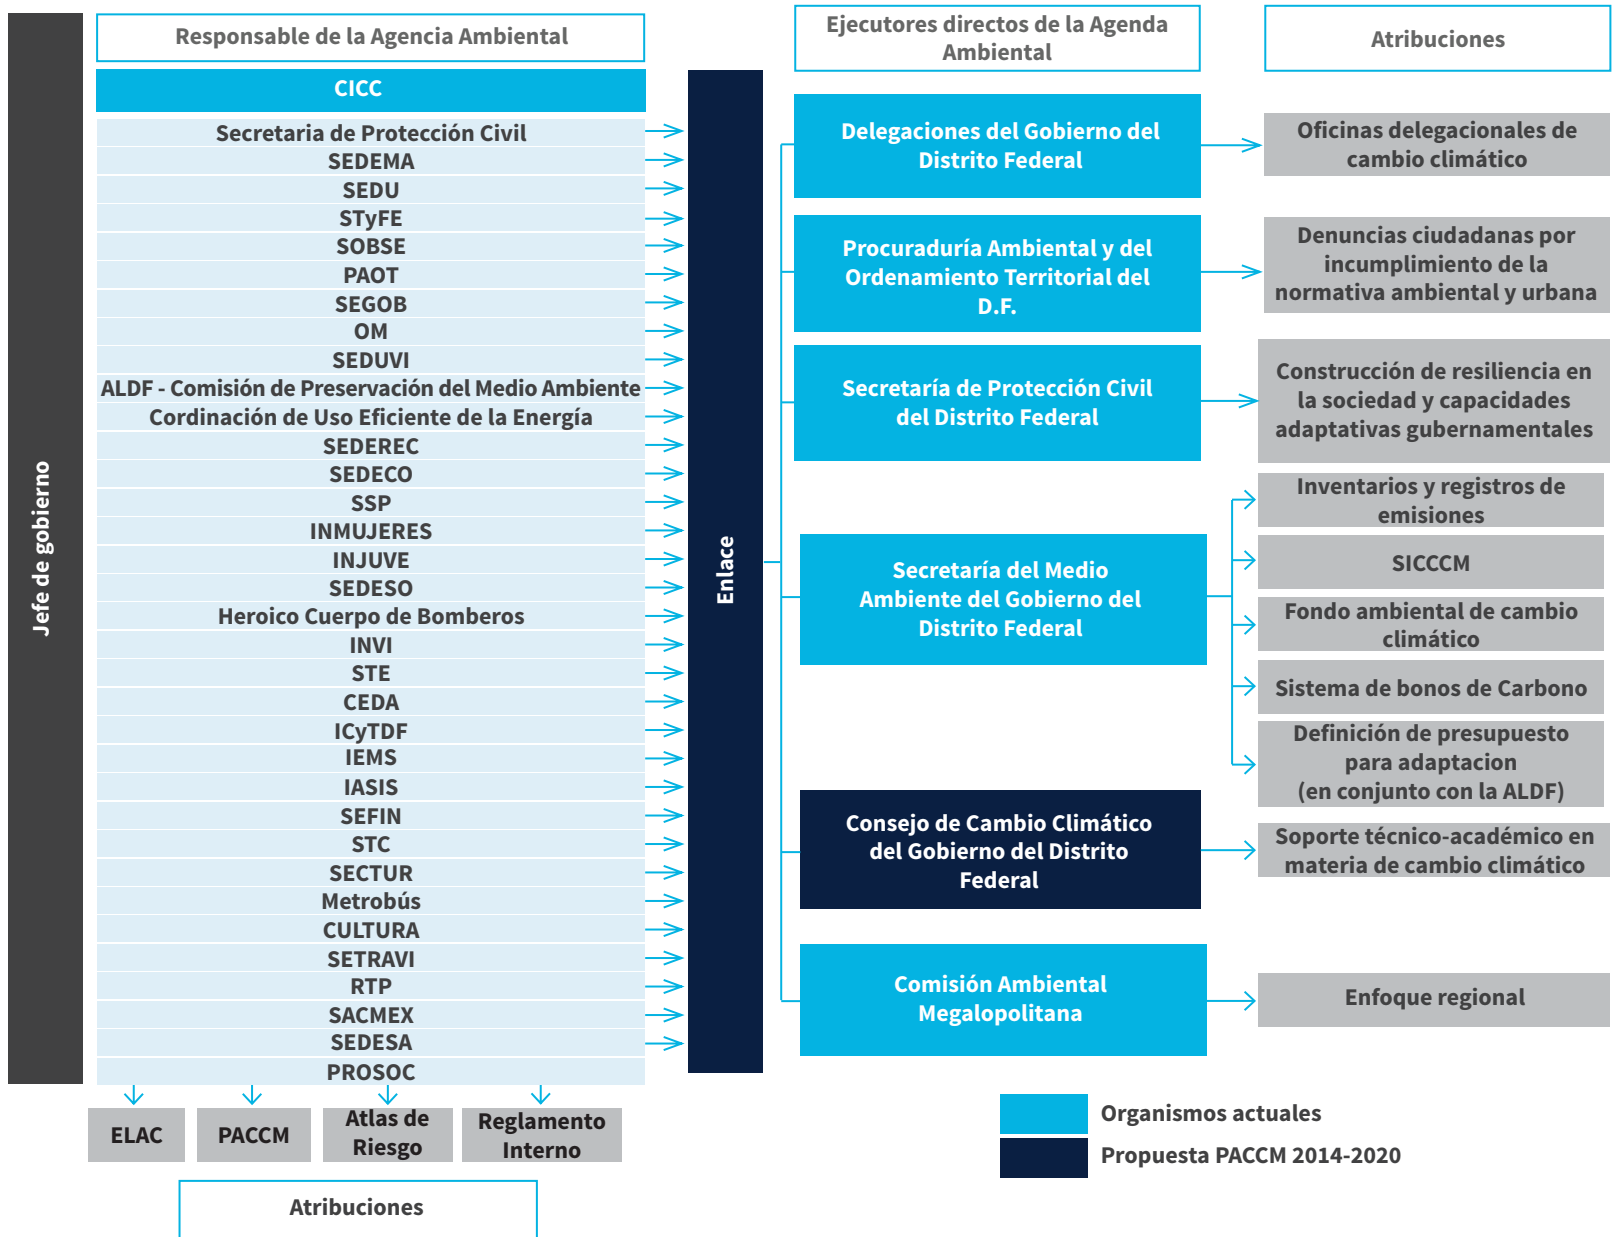 Jefe de gobierno
Responsable de la Agencia Ambiental
CICC
Secretaria de Protección Civil
SEDEMA
SEDU
STyFE
SOBSE
PAOT
SEGOB
OM
SEDUVI
ALDF - Comisión de Preservación del Medio Ambiente
Cordinación de Uso Eficiente de la Energía
SEDEREC
SEDECO
SSP
INMUJERES
INJUVE
SEDESO
Heroico Cuerpo de Bomberos
INVI
STE
CEDA
ICyTDF
IEMS
IASIS
SEFIN
STC
SECTUR
Metrobús
CULTURA
SETRAVI
RTP
SACMEX
SEDESA
PROSOC
ELAC
PACCM
Atlas de
Riesgo
Reglamento
Interno
Atribuciones
Enlace
Ejecutores directos de la Agenda
Ambiental
Delegaciones del Gobierno del
Distrito Federal
Procuraduría Ambiental y del
Ordenamiento Territorial del
D.F.
Secretaría de Protección Civil
del Distrito Federal
Secretaría del Medio
Ambiente del Gobierno del
Distrito Federal
Consejo de Cambio Climático
del Gobierno del Distrito
Federal
Comisión Ambiental
Megalopolitana
Atribuciones
Oficinas delegacionales de
cambio climático
Denuncias ciudadanas por
incumplimiento de la
normativa ambiental y urbana
Construcción de resiliencia en
la sociedad y capacidades
adaptativas gubernamentales
Inventarios y registros de
emisiones
SICCCM
Fondo ambiental de cambio
climático
Sistema de bonos de Carbono
Definición de presupuesto
para adaptacion
(en conjunto con la ALDF)
Soporte técnico-académico en
materia de cambio climático
Enfoque regional
Organismos actuales
Propuesta PACCM 2014-2020